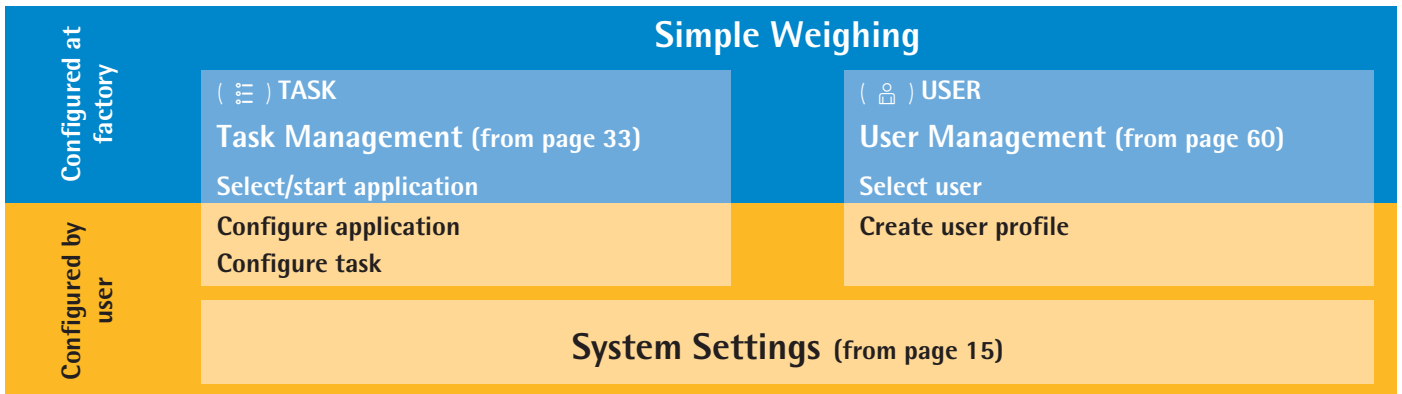 Configured at
factory
Simple Weighing
( ) TASK
Task Management (from page 33)
Select/start application
( ) USER
User Management (from page 60)
Select user
Configured by
user
Configure application
Configure task
Create user profile
System Settings (from page 15)